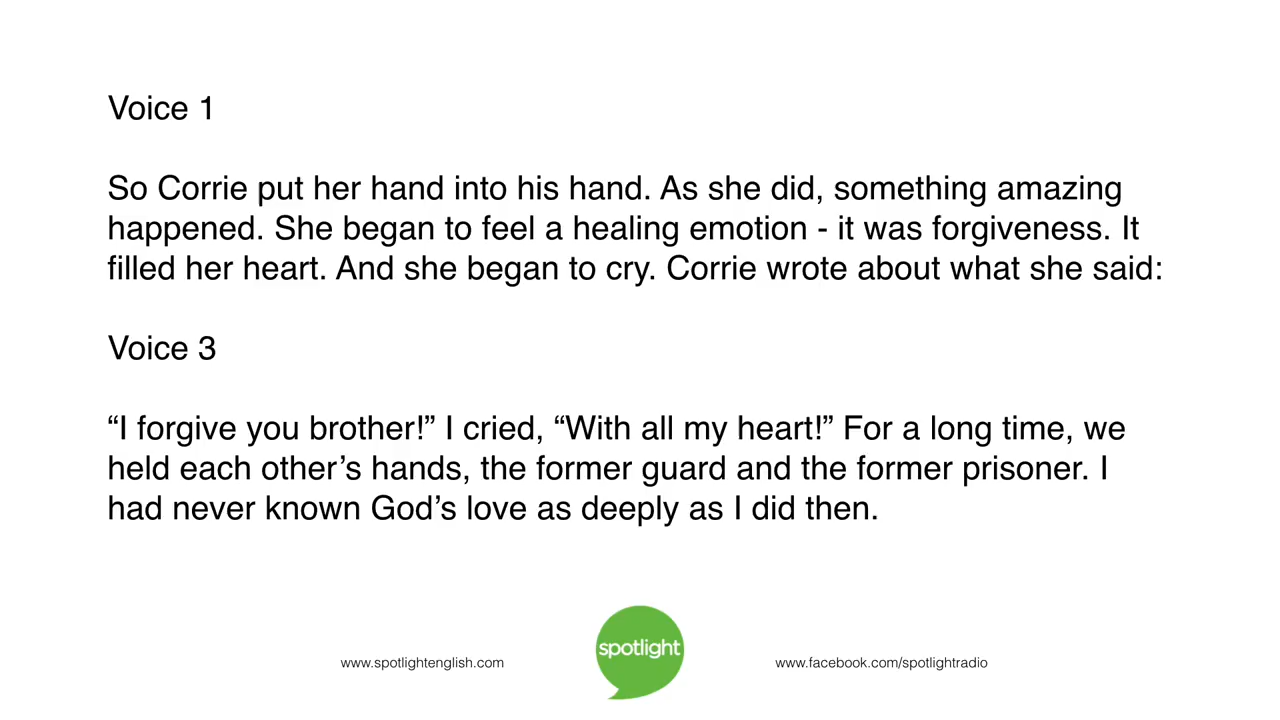 Voice 1
So Corrie put her hand into his hand. As she did, something amazing
happened. She began to feel a healing emotion - it was forgiveness. It
filled her heart. And she began to cry. Corrie wrote about what she said:
Voice 3
“I forgive you brother!” I cried, “With all my heart!” For a long time, we
held each other’s hands, the former guard and the former prisoner. I
had never known God’s love as deeply as I did then.
www.spotlightenglish.com
spotlight
www.facebook.com/spotlightradio